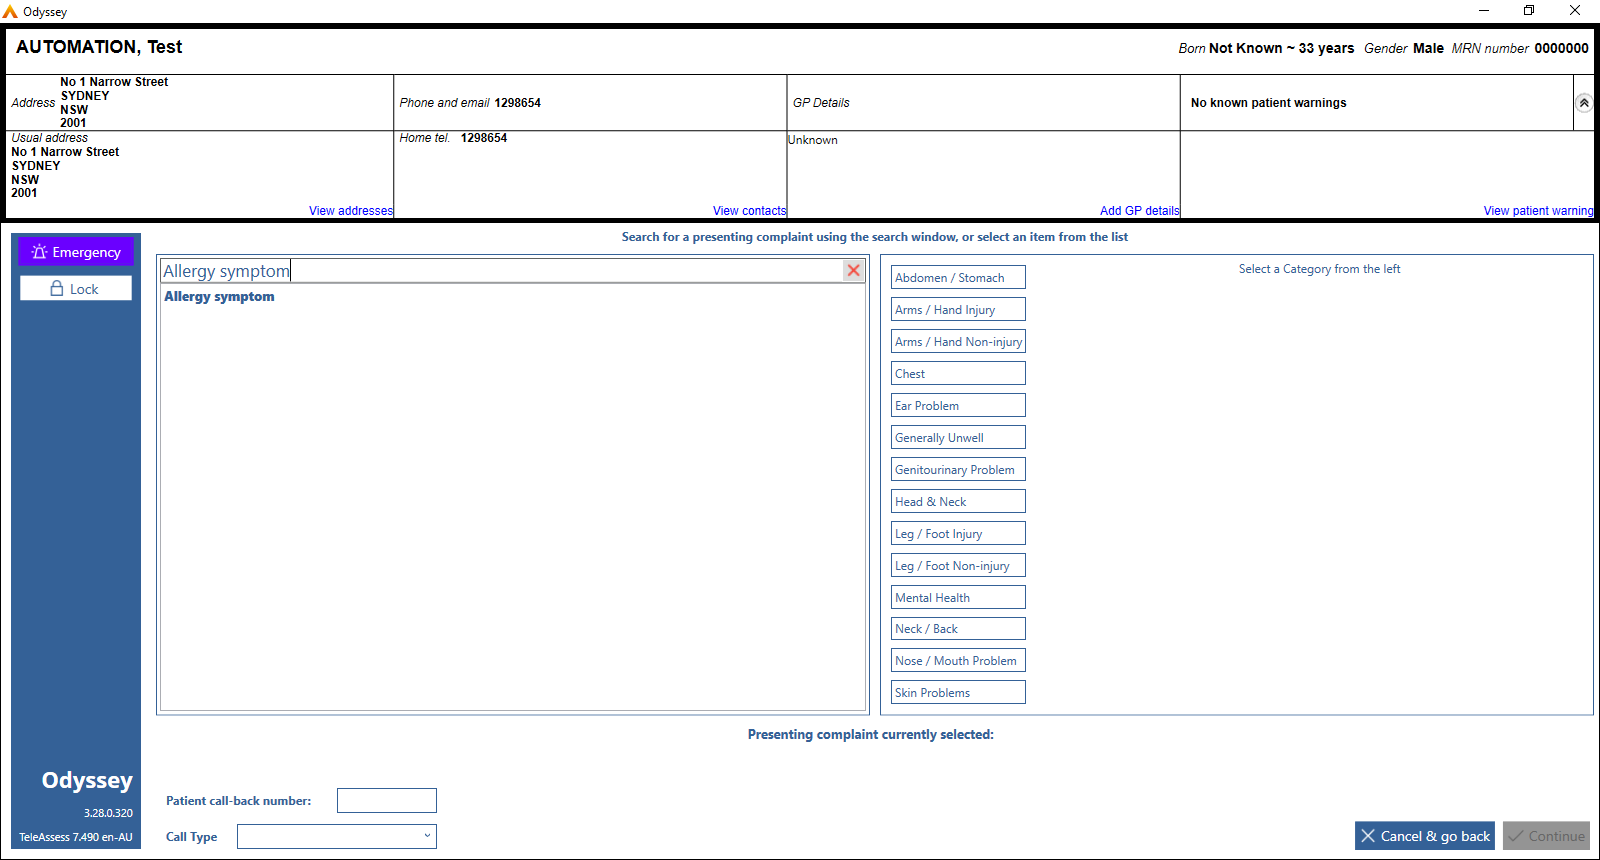 Odyssey
AUTOMATION, Test
Born Not Known ~ 33 years Gender Male MRN number 0000000
Address No 1 Narrow Street
SYDNEY
NSW
2001
Phone and email 1298654
GP Details
No known patient warnings
Usual address
No 1 Narrow Street
SYDNEY
NSW
2001
Home tel. 1298654
Unknown
View addresses
View contacts
Add GP details
View patient warning
Emergency
Lock
Search for a presenting complaint using the search window, or select an item from the list
Allergy symptom
Allergy symptom
Abdomen / Stomach
Arms / Hand Injury
Arms / Hand Non-injury
Chest
Ear Problem
Generally Unwell
Genitourinary Problem
Head & Neck
Leg / Foot Injury
Leg / Foot Non-injury
Mental Health
Neck / Back
Nose / Mouth Problem
Skin Problems
Select a Category from the left
Presenting complaint currently selected:
Odyssey
3.28.0.320
TeleAssess 7.490 en-AU
Patient call-back number:
Call Type
Cancel & go back
Continue